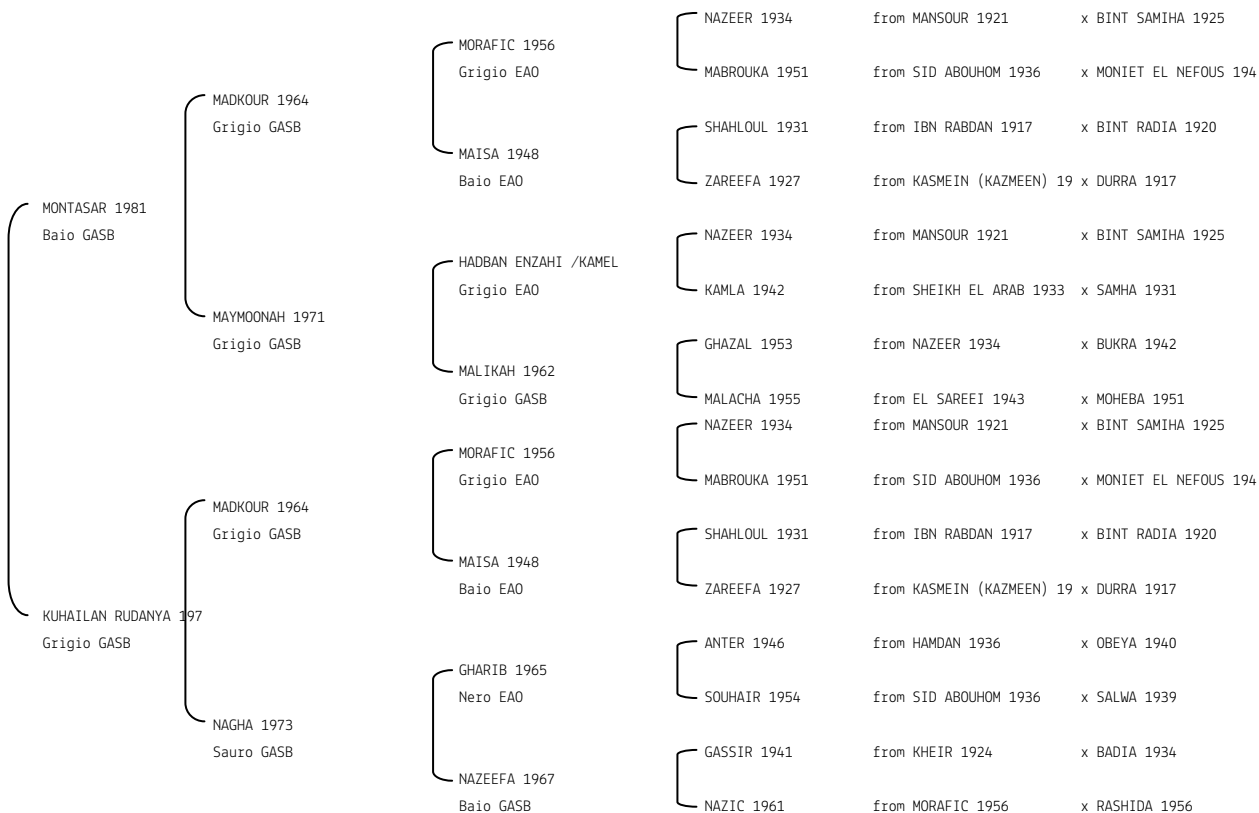 NAZEER 1934 from MANSOUR 1921 x BINT SAMIHA 1925
MORAFIC 1956
Grigio EAO
MABROUKA 1951 from SID ABOUHOM 1936 x MONIET EL NEFOUS 194
MADKOUR 1964
Grigio GASB
SHAHLOUL 1931 from IBN RABDAN 1917 x BINT RADIA 1920
MAISA 1948
Baio EAO
ZAREEFA 1927 from KASMEIN (KAZMEEN) 19 x DURRA 1917
MONTASAR 1981
Baio GASB
NAZEER 1934 from MANSOUR 1921 x BINT SAMIHA 1925
HADBAN ENZAHI /KAMEL
Grigio EAO
KAMLA 1942 from SHEIKH EL ARAB 1933 x SAMHA 1931
MAYMOONAH 1971
Grigio GASB
GHAZAL 1953 from NAZEER 1934 x BUKRA 1942
MALIKAH 1962
Grigio GASB
MALACHA 1955 from EL SAREEI 1943 x MOHEBA 1951
NAZEER 1934 from MANSOUR 1921 x BINT SAMIHA 1925
MORAFIC 1956
Grigio EAO
MABROUKA 1951 from SID ABOUHOM 1936 x MONIET EL NEFOUS 194
MADKOUR 1964
Grigio GASB
SHAHLOUL 1931 from IBN RABDAN 1917 x BINT RADIA 1920
MAISA 1948
Baio EAO
ZAREEFA 1927 from KASMEIN (KAZMEEN) 19 x DURRA 1917
KUHAILAN RUDANYA 197
Grigio GASB
ANTER 1946 from HAMDAN 1936 x OBEYA 1940
GHARIB 1965
Nero EAO
SOUHAIR 1954 from SID ABOUHOM 1936 x SALWA 1939
NAGHA 1973
Sauro GASB
GASSIR 1941 from KHEIR 1924 x BADIA 1934
NAZEEFA 1967
Baio GASB
NAZIC 1961 from MORAFIC 1956 x RASHIDA 1956